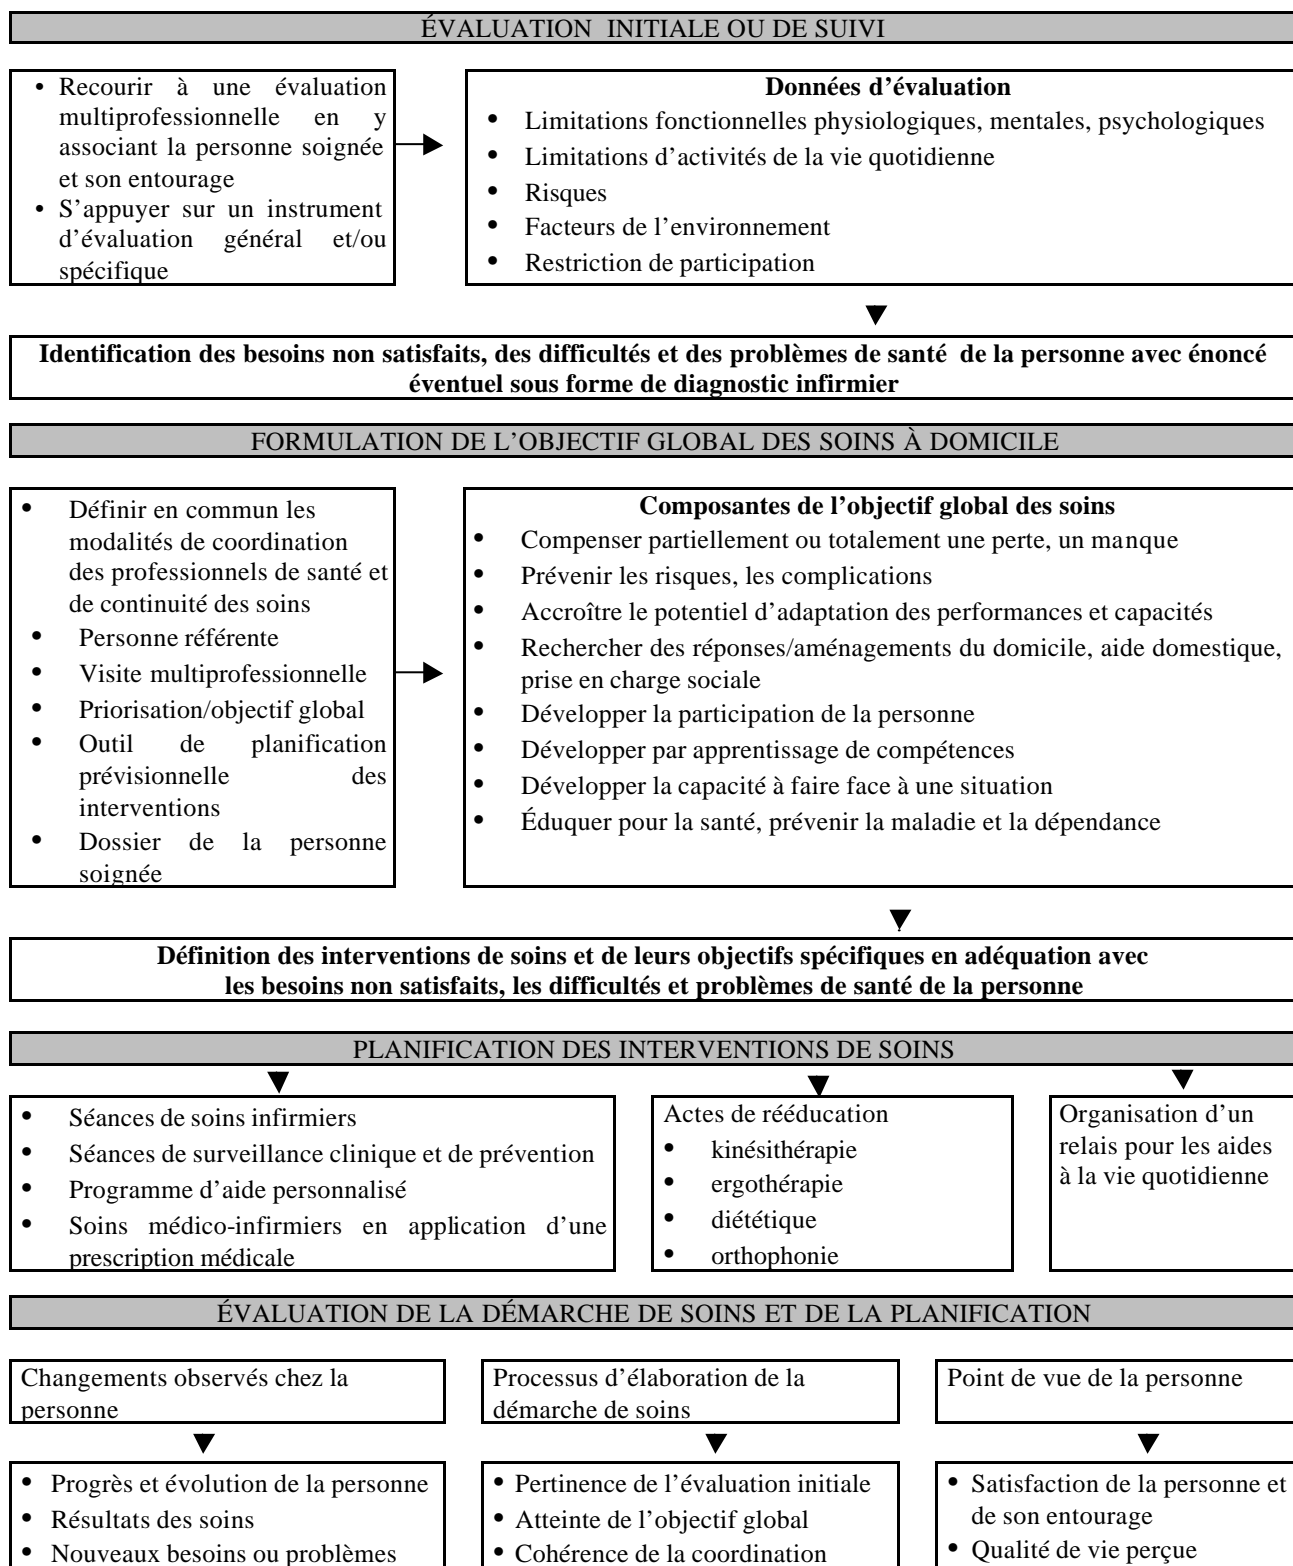 ÉVALUATION INITIALE OU DE SUIVI
• Recourir à une évaluation
multiprofessionnelle en y
associant la personne soignée
et son entourage
• S’appuyer sur un instrument
d’évaluation général et/ou
spécifique
Données d’évaluation
• Limitations fonctionnelles physiologiques, mentales, psychologiques
• Limitations d’activités de la vie quotidienne
• Risques
• Facteurs de l’environnement
• Restriction de participation
Identification des besoins non satisfaits, des difficultés et des problèmes de santé de la personne avec énoncé
éventuel sous forme de diagnostic infirmier
FORMULATION DE L’OBJECTIF GLOBAL DES SOINS À DOMICILE
• Définir en commun les
modalités de coordination
des professionnels de santé et
de continuité des soins
• Personne référente
• Visite multiprofessionnelle
• Priorisation/objectif global
• Outil de planification
prévisionnelle des
interventions
• Dossier de la personne
soignée
Composantes de l’objectif global des soins
• Compenser partiellement ou totalement une perte, un manque
• Prévenir les risques, les complications
• Accroître le potentiel d’adaptation des performances et capacités
• Rechercher des réponses/aménagements du domicile, aide domestique,
prise en charge sociale
• Développer la participation de la personne
• Développer par apprentissage de compétences
• Développer la capacité à faire face à une situation
• Éduquer pour la santé, prévenir la maladie et la dépendance
Définition des interventions de soins et de leurs objectifs spécifiques en adéquation avec
les besoins non satisfaits, les difficultés et problèmes de santé de la personne
PLANIFICATION DES INTERVENTIONS DE SOINS
• Séances de soins infirmiers
• Séances de surveillance clinique et de prévention
• Programme d’aide personnalisé
• Soins médico-infirmiers en application d’une
prescription médicale
Actes de rééducation
• kinésithérapie
• ergothérapie
• diététique
• orthophonie
Organisation d’un
relais pour les aides
à la vie quotidienne
ÉVALUATION DE LA DÉMARCHE DE SOINS ET DE LA PLANIFICATION
Changements observés chez la
personne
Processus d’élaboration de la
démarche de soins
Point de vue de la personne
• Progrès et évolution de la personne
• Résultats des soins
• Nouveaux besoins ou problèmes
• Pertinence de l’évaluation initiale
• Atteinte de l’objectif global
• Cohérence de la coordination
• Satisfaction de la personne et
de son entourage
• Qualité de vie perçue